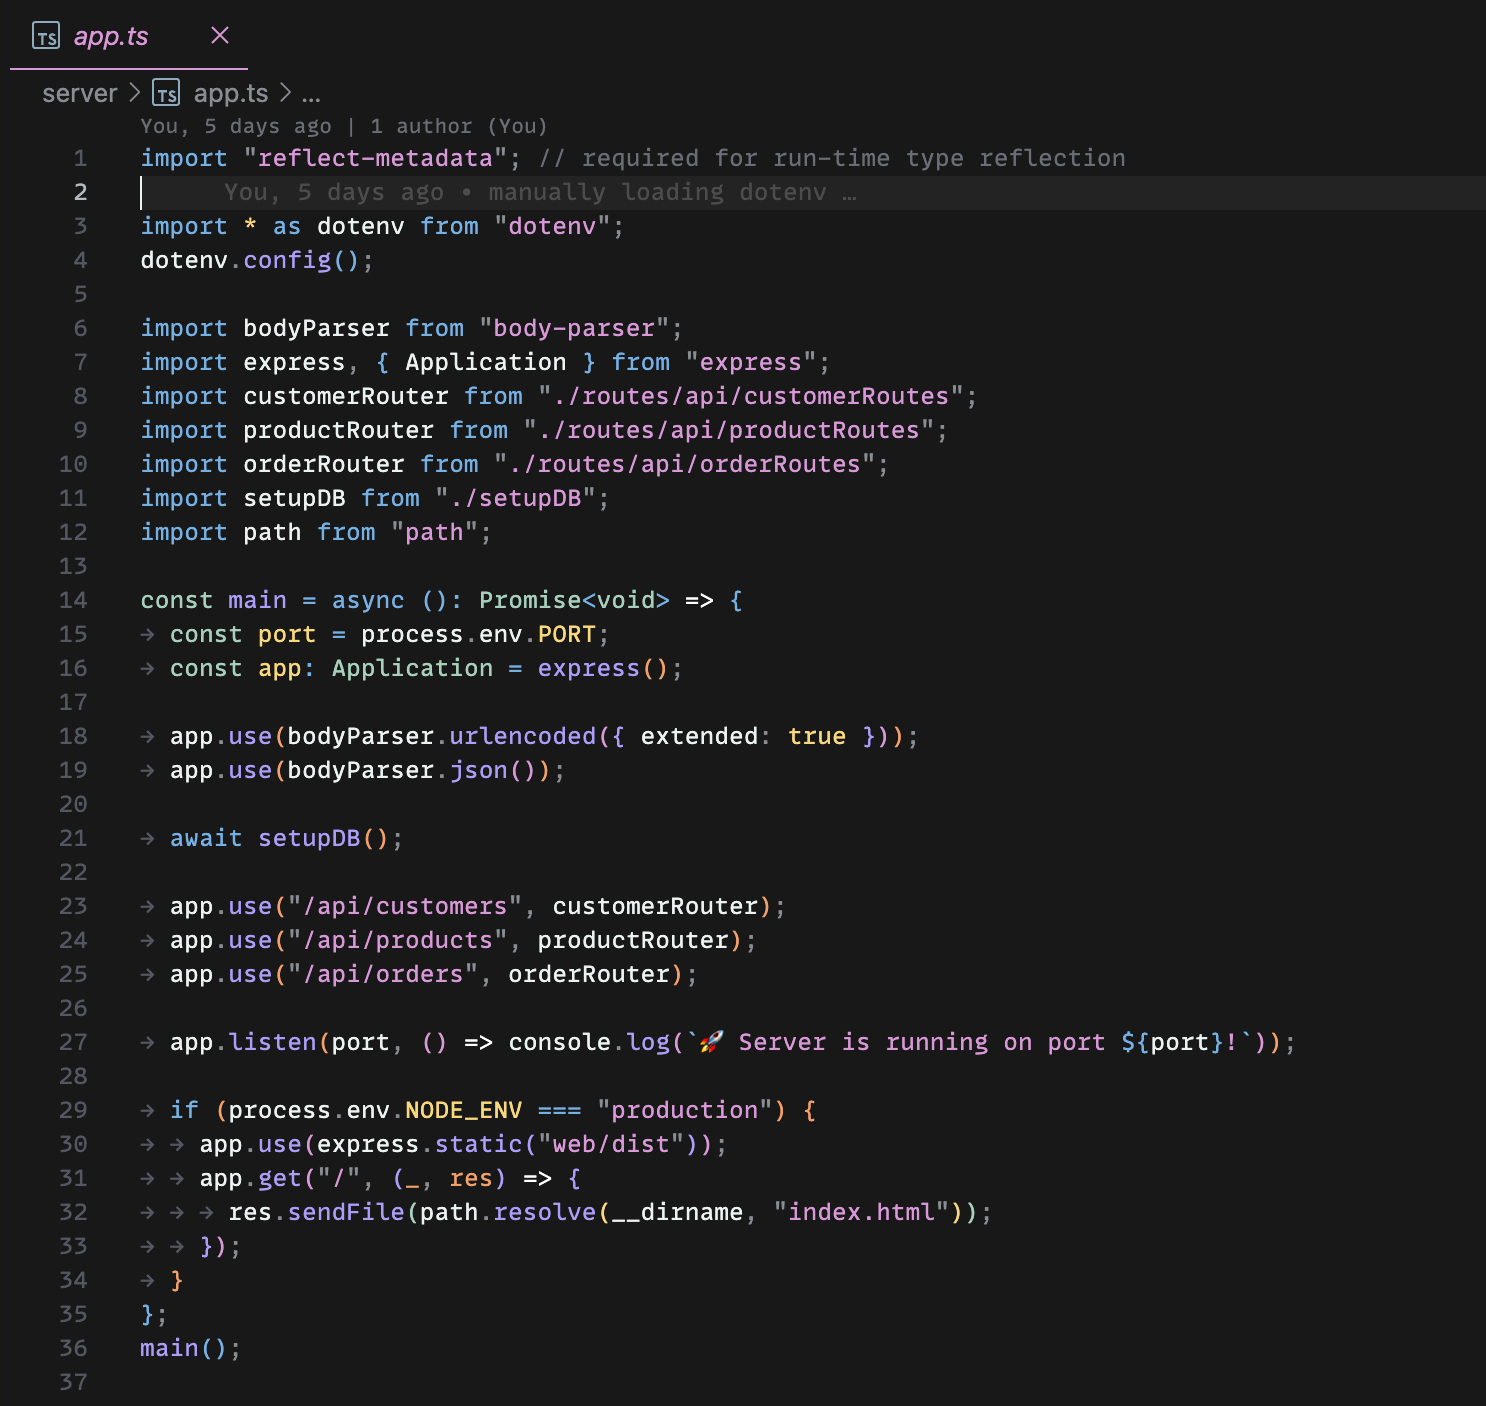 TS app.ts
server > TS app.ts > ...
You, 5 days ago | 1 author (You)
1 import "reflect-metadata"; // required for run-time type reflection
2 You, 5 days ago • manually loading dotenv …
3 import * as dotenv from "dotenv";
4 dotenv.config();
5
6 import bodyParser from "body-parser";
7 import express, { Application } from "express";
8 import customerRouter from "./routes/api/customerRoutes";
9 import productRouter from "./routes/api/productRoutes";
10 import orderRouter from "./routes/api/orderRoutes";
11 import setupDB from "./setupDB";
12 import path from "path";
13
14 const main = async (): Promise<void> => {
15 → const port = process.env.PORT;
16 → const app: Application = express();
17
18 → app.use(bodyParser.urlencoded({ extended: true }));
19 → app.use(bodyParser.json());
20
21 → await setupDB();
22
23 → app.use("/api/customers", customerRouter);
24 → app.use("/api/products", productRouter);
25 → app.use("/api/orders", orderRouter);
26
27 → app.listen(port, () => console.log(`🚀 Server is running on port ${port}!`));
28
29 → if (process.env.NODE_ENV === "production") {
30 → → app.use(express.static("web/dist"));
31 → → app.get("/", (_, res) => {
32 → → → res.sendFile(path.resolve(__dirname, "index.html"));
33 → → });
34 → }
35 };
36 main();
37